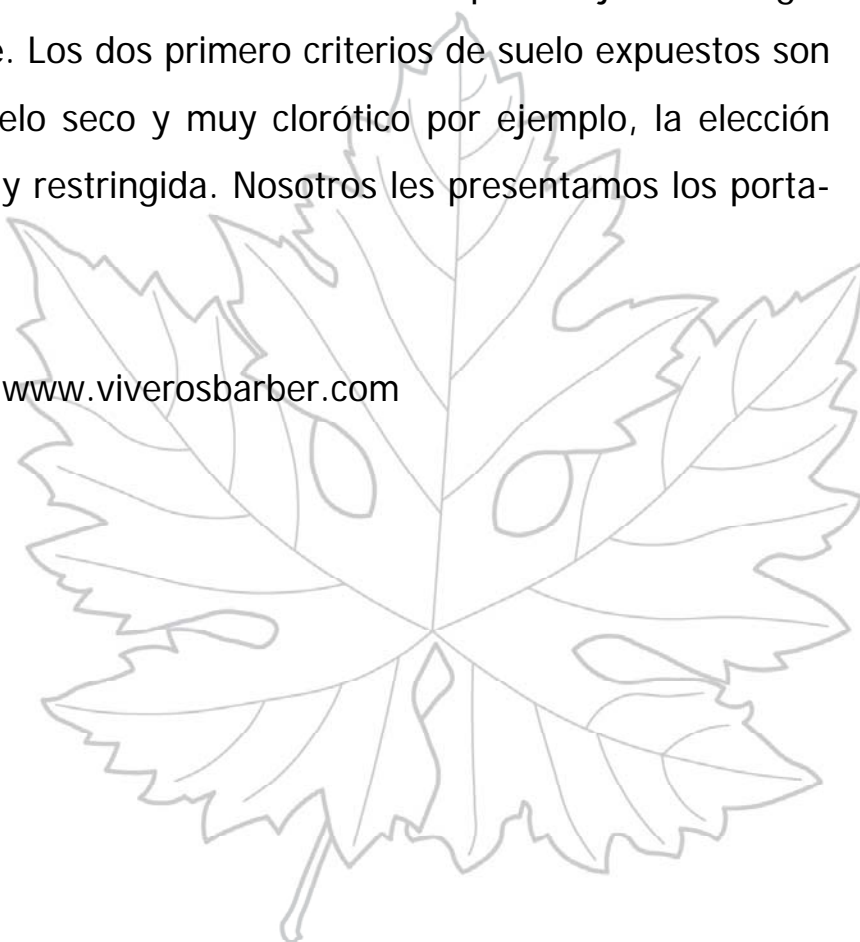 . Los dos primero criterios de suelo expuestos son
elo seco y muy clorótico por ejemplo, la elección
y restringida. Nosotros les presentamos los porta-
www.viverosbarber.com